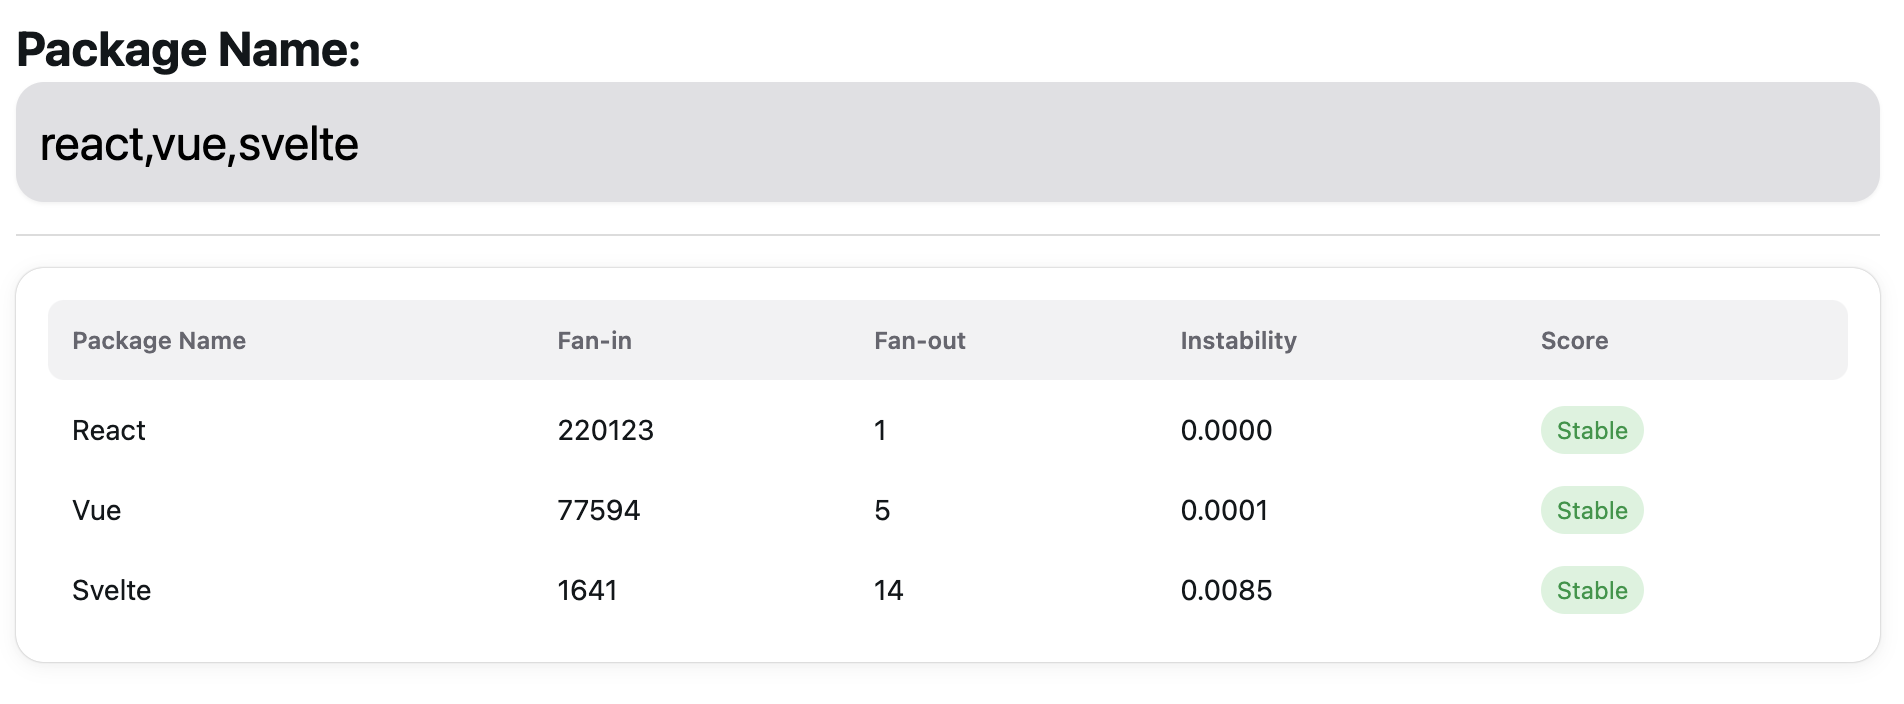 Package Name:
react,vue,svelte
Package Name Fan-in Fan-out Instability Score
React 220123 1 0.0000 Stable
Vue 77594 5 0.0001 Stable
Svelte 1641 14 0.0085 Stable